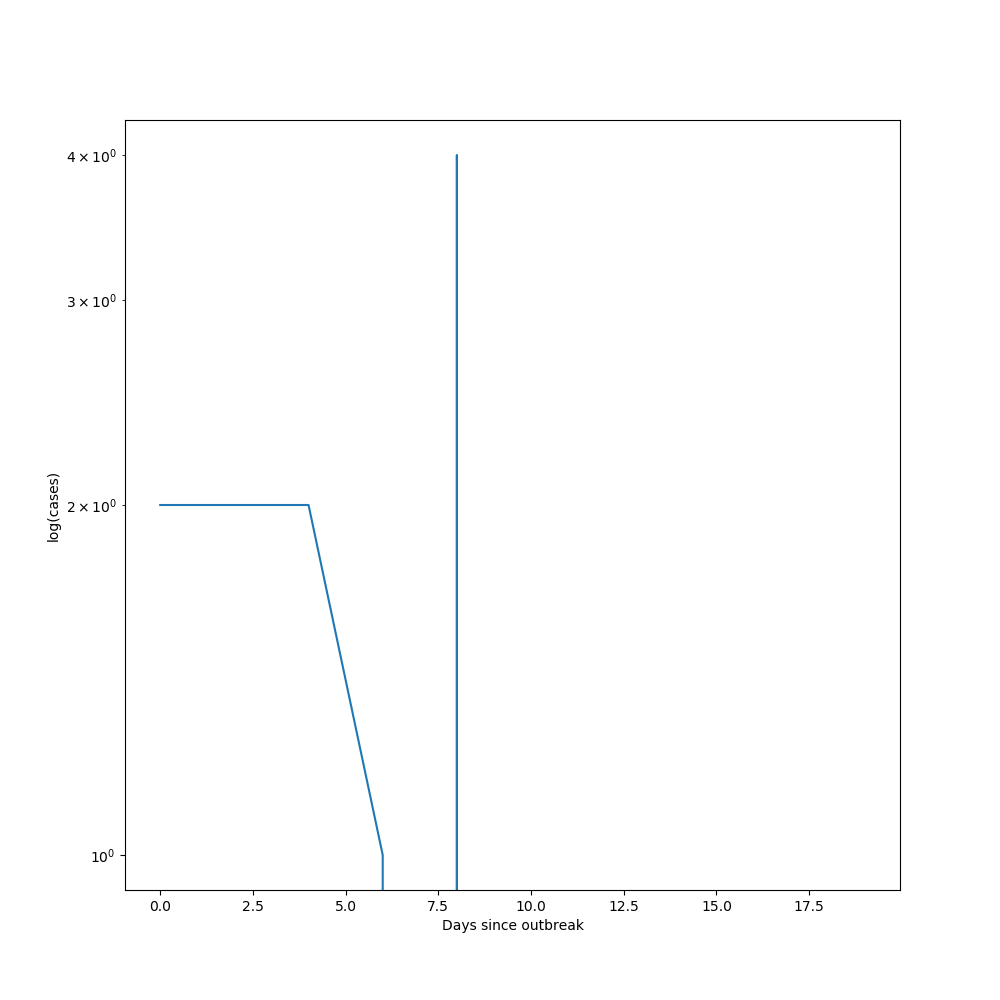 4 × 10⁰
3 × 10⁰
2 × 10⁰
10⁰
log(cases)
0.0 2.5 5.0 7.5 10.0 12.5 15.0 17.5
Days since outbreak